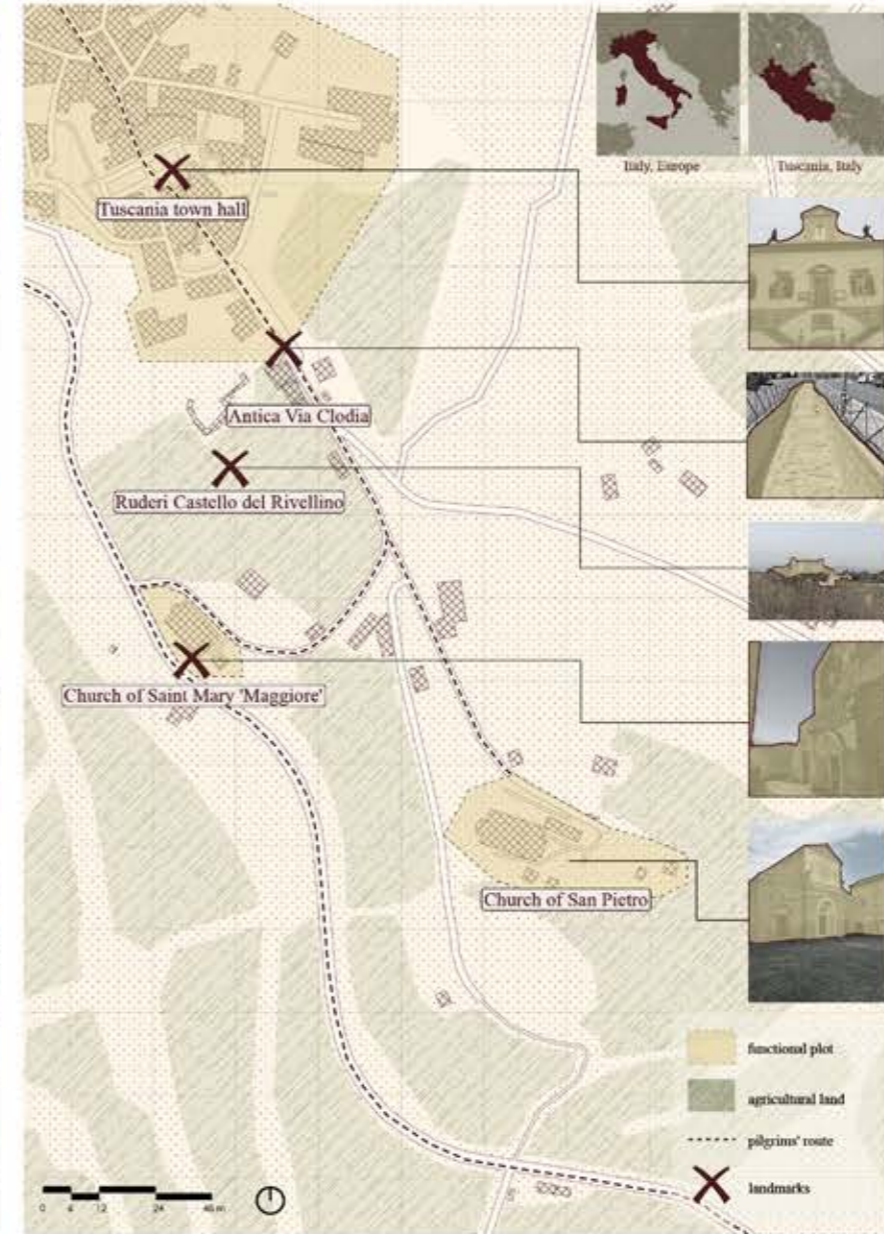 Italy, Europe
Tuscania, Italy
Tuscania town hall
Antica Via Clodia
Ruderi Castello del Rivellino
Church of Saint Mary 'Maggiore'
Church of San Pietro
functional plot
agricultural land
pilgrims' route
landmarks
0 6 12 24 48 m